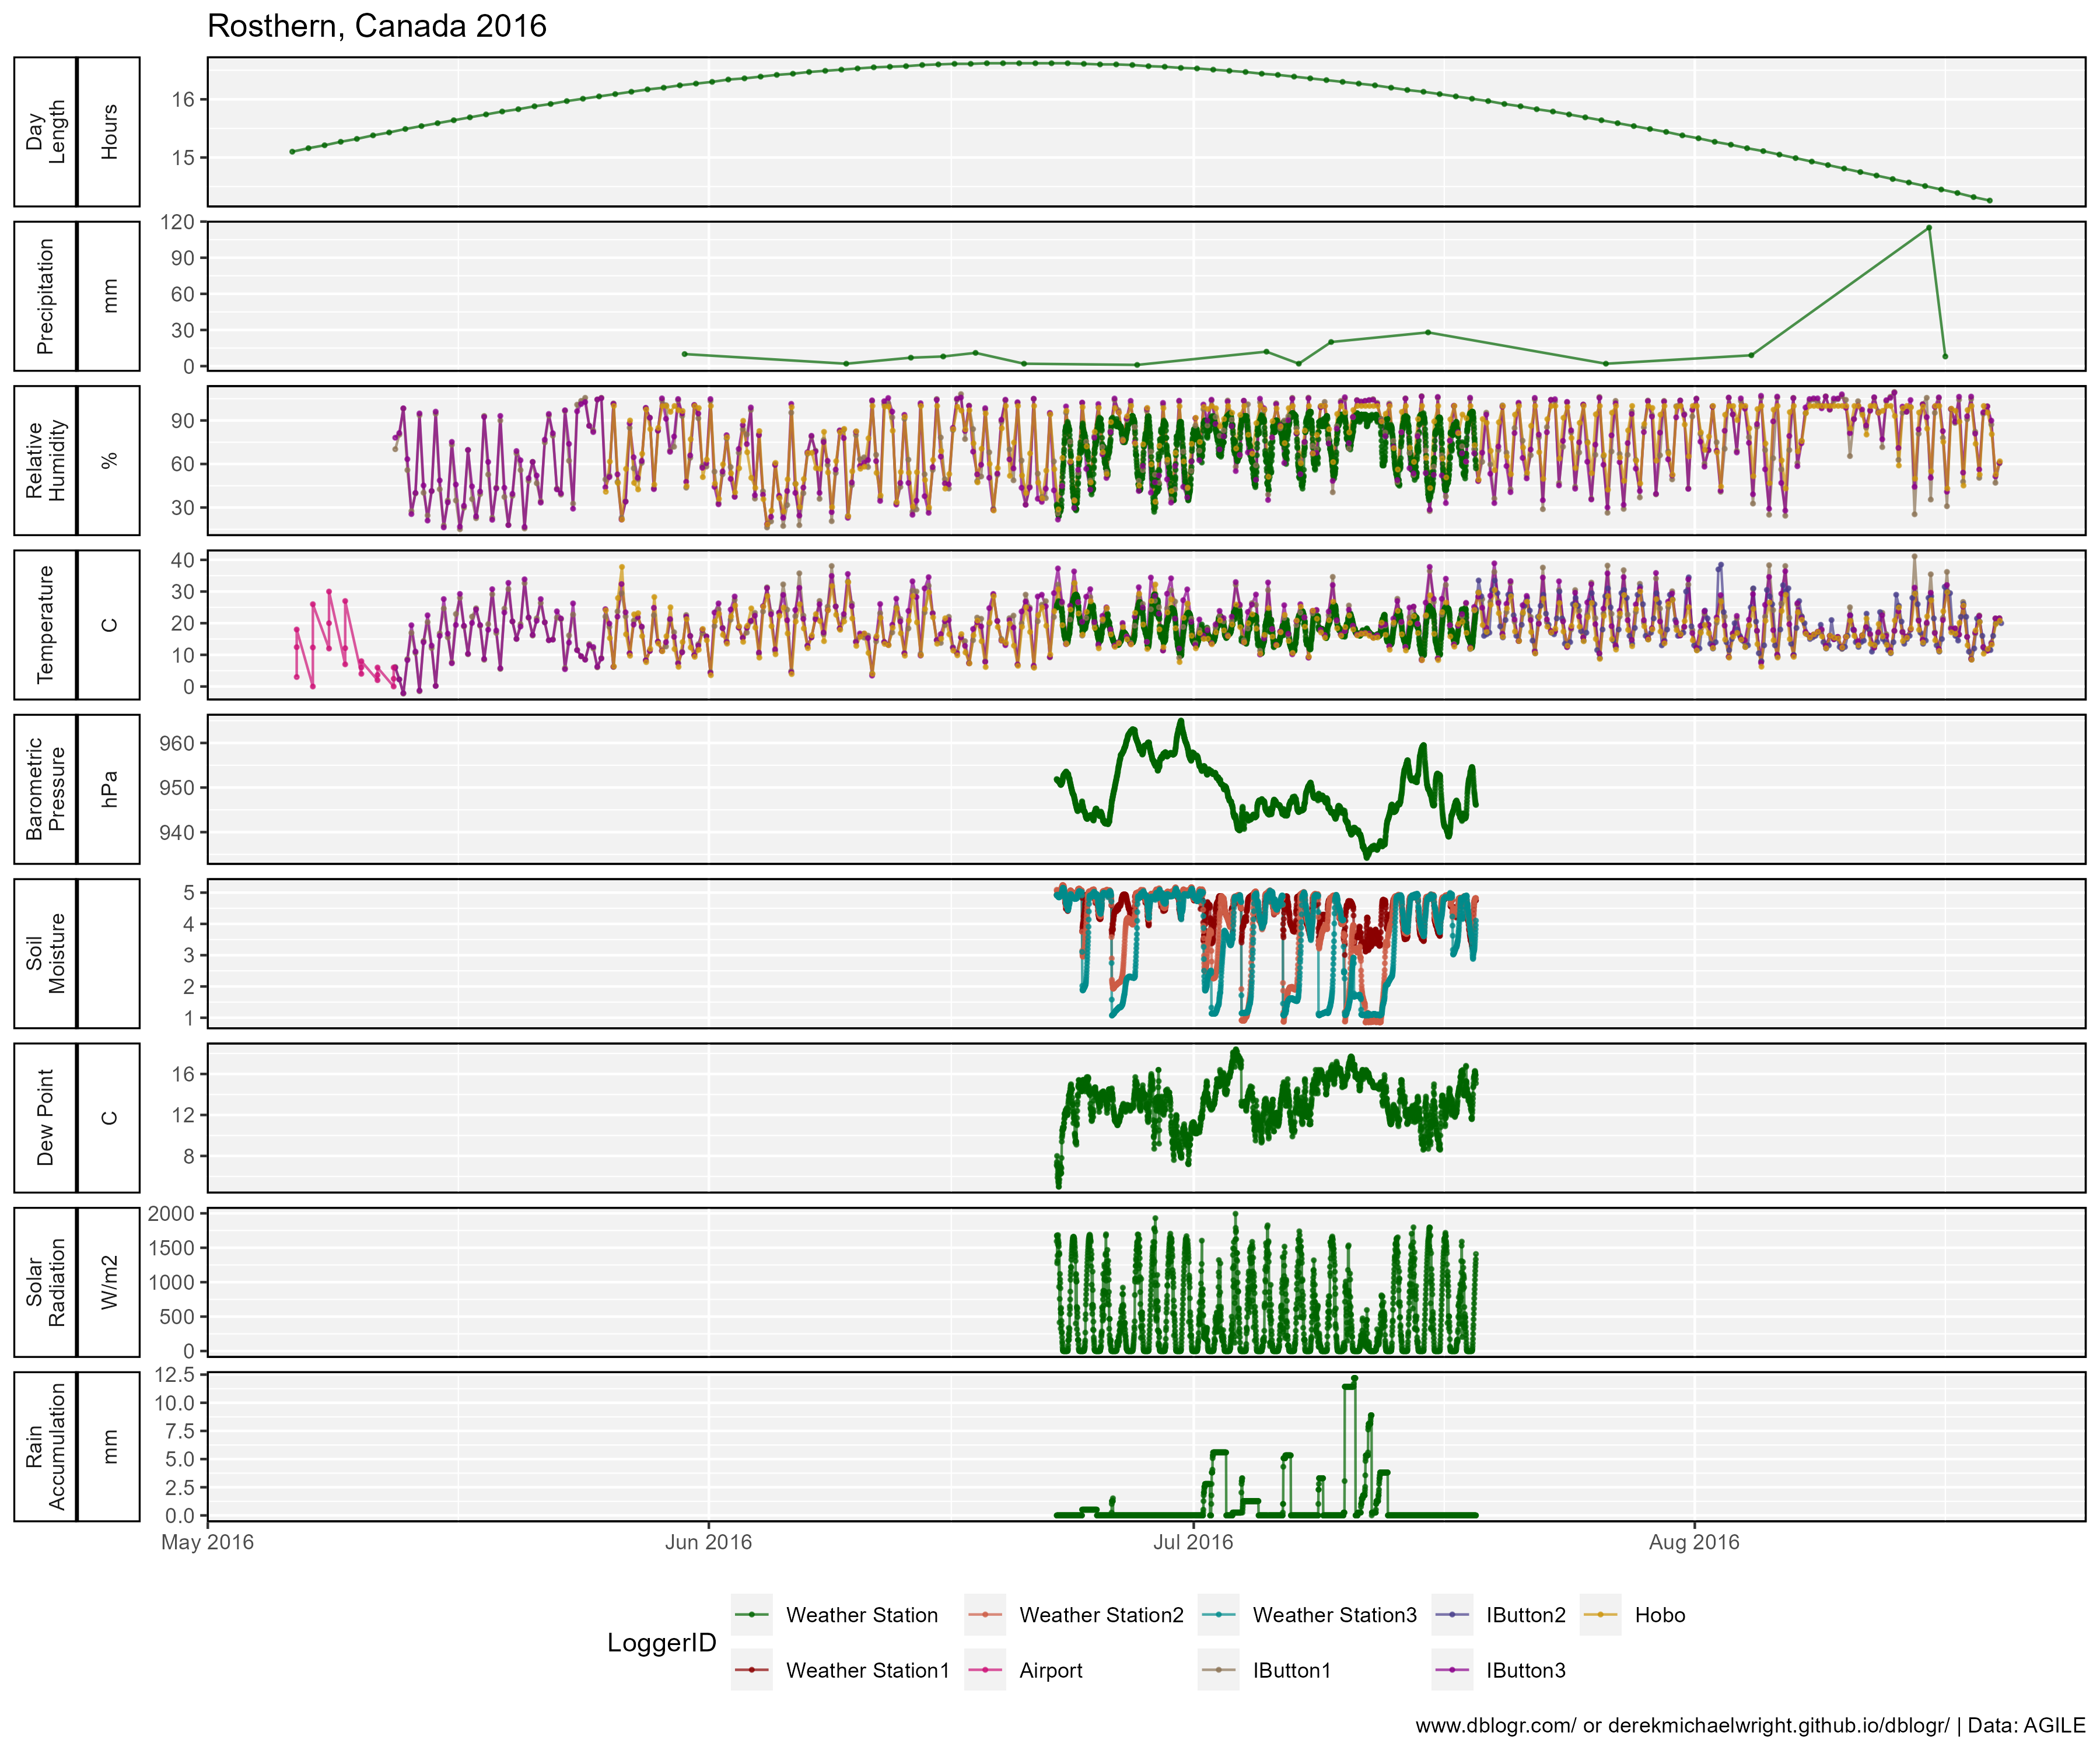 Rosthern, Canada 2016
Day
Length
Hours
16
15
Precipitation
mm
120
90
60
30
0
Relative
Humidity
%
90
60
30
Temperature
C
40
30
20
10
0
Barometric
Pressure
hPa
960
950
940
Soil
Moisture
5
4
3
2
1
Dew Point
C
16
12
8
Solar
Radiation
W/m2
2000
1500
1000
500
0
Rain
Accumulation
mm
12.5
10.0
7.5
5.0
2.5
0.0
May 2016 Jun 2016 Jul 2016 Aug 2016
LoggerID
Weather Station Weather Station2 Weather Station3 IButton2 Hobo
Weather Station1 Airport IButton1 IButton3
www.dblogr.com/ or derekmichaelwright.github.io/dblogr/ | Data: AGILE